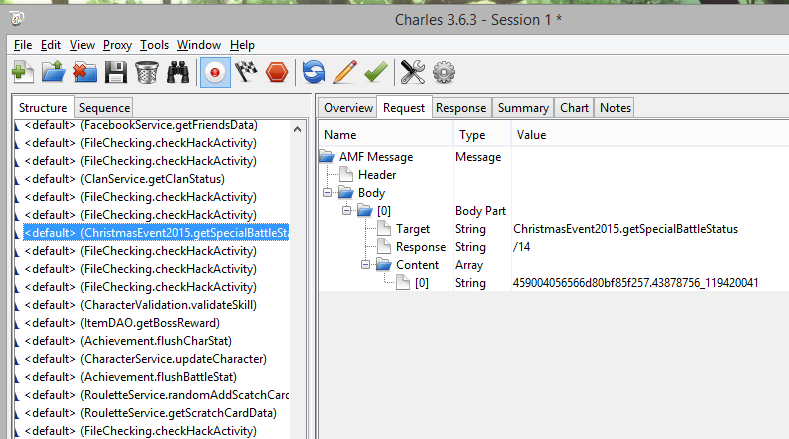 Charles 3.6.3 - Session 1 *
File Edit View Proxy Tools Window Help
Structure Sequence
<default> (FacebookService.getFriendsData)
<default> (FileChecking.checkHackActivity)
<default> (FileChecking.checkHackActivity)
<default> (ClanService.getClanStatus)
<default> (FileChecking.checkHackActivity)
<default> (FileChecking.checkHackActivity)
<default> (ChristmasEvent2015.getSpecialBattleSta
<default> (FileChecking.checkHackActivity)
<default> (FileChecking.checkHackActivity)
<default> (FileChecking.checkHackActivity)
<default> (CharacterValidation.validateSkill)
<default> (ItemDAO.getBossReward)
<default> (Achievement.flushCharStat)
<default> (CharacterService.updateCharacter)
<default> (Achievement.flushBattleStat)
<default> (RouletteService.randomAddScatchCard
<default> (RouletteService.getScratchCardData)
<default> (FileChecking.checkHackActivity)
Overview Request Response Summary Chart Notes
Name Type Value
AMF Message Message
Header
Body
[0] Body Part
Target String ChristmasEvent2015.getSpecialBattleStatus
Response String /14
Content Array
[0] String 459004056566d80bf85f257.43878756_119420041